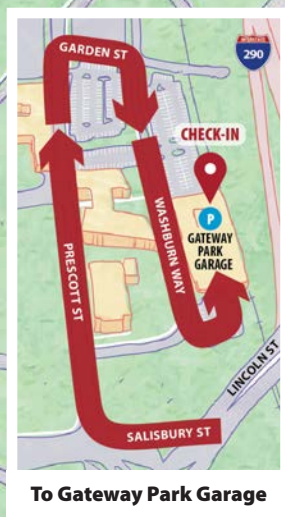 GARDEN ST
INTERSTATE
290
CHECK-IN
P
GATEWAY
PARK
GARAGE
WASHBURN WAY
PRESCOTT ST
LINCOLN ST
SALISBURY ST
To Gateway Park Garage